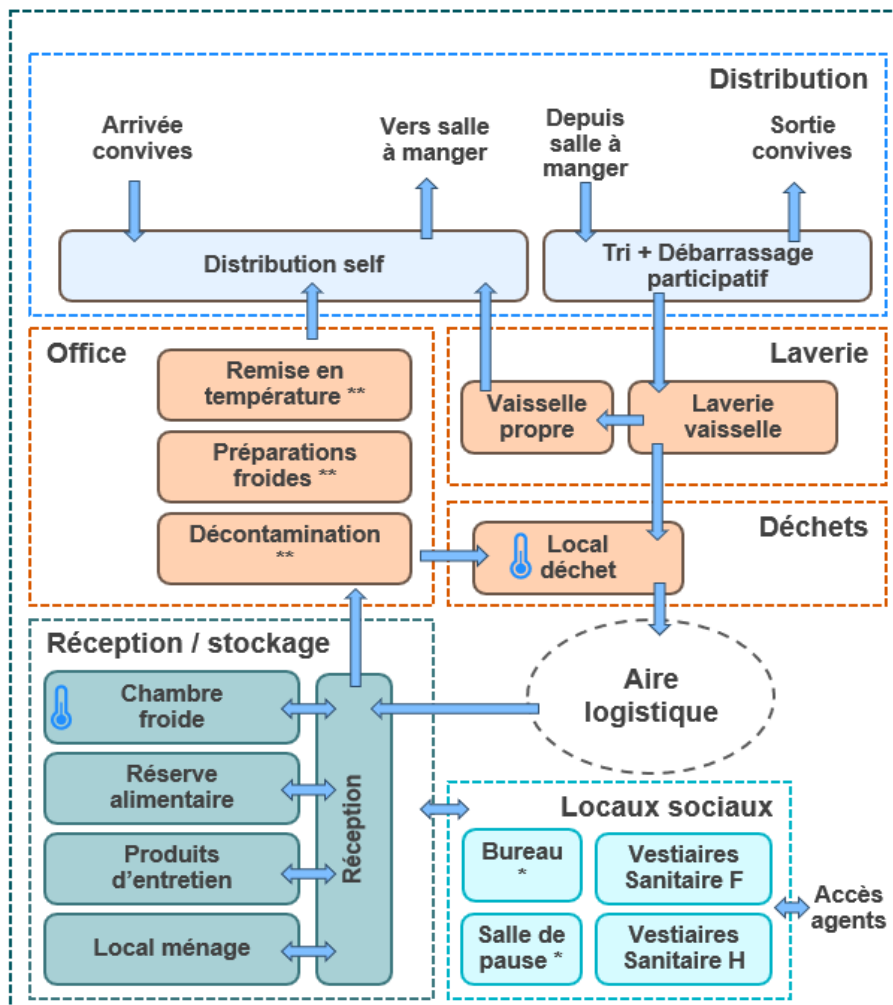 Distribution
Arrivée
convives
Vers salle
à manger
Depuis
salle à
manger
Sortie
convives
Distribution self
Tri + Débarrassage
participatif
Office
Remise en
température **
Préparations
froides **
Décontamination
**
Laverie
Vaisselle
propre
Laverie
vaisselle
Déchets
Local
déchet
Réception / stockage
Chambre
froide
Réserve
alimentaire
Produits
d'entretien
Local ménage
Réception
Aire
logistique
Locaux sociaux
Bureau
*
Vestiaires
Sanitaire F
Salle de
pause *
Vestiaires
Sanitaire H
Accès
agents